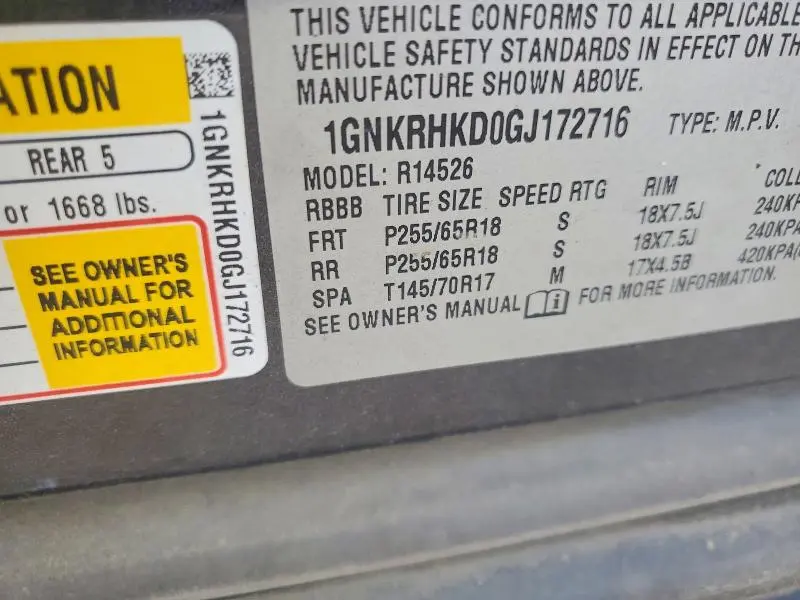 ATION
REAR 5
or 1668 lbs.
SEE OWNER'S
MANUAL FOR
ADDITIONAL
INFORMATION
1GNKRHKD0GJ172716
THIS VEHICLE CONFORMS TO ALL APPLICABLE
VEHICLE SAFETY STANDARDS IN EFFECT ON TH
MANUFACTURE SHOWN ABOVE.
1GNKRHKD0GJ172716 TYPE: M.P.V.
MODEL: R14526
RBBB TIRE SIZE SPEED RTG RIM COL
FRT P255/65R18 S 18X7.5J 240KP
RR P255/65R18 S 18X7.5J 240KPA
SPA T145/70R17 M 17X4.5B 420KPA(
SEE OWNER'S MANUAL FOR MORE INFORMATION.